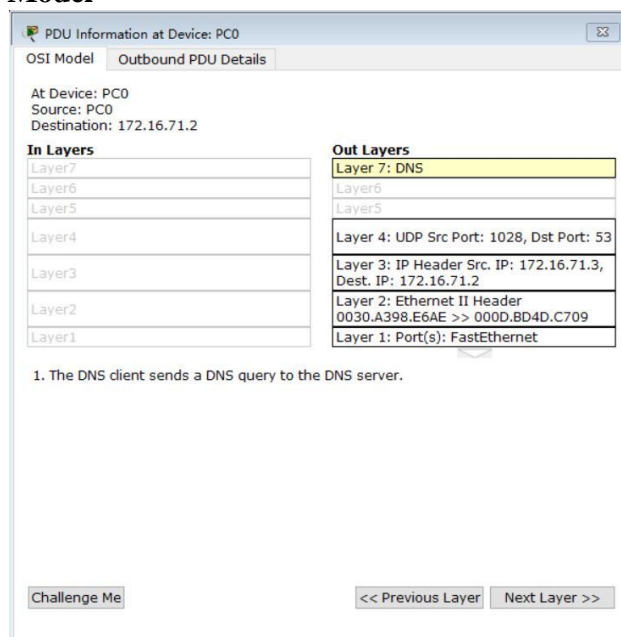 Model
PDU Information at Device: PC0
OSI Model Outbound PDU Details
At Device: PC0
Source: PC0
Destination: 172.16.71.2
In Layers
Layer7
Layer6
Layer5
Layer4
Layer3
Layer2
Layer1
Out Layers
Layer 7: DNS
Layer6
Layer5
Layer 4: UDP Src Port: 1028, Dst Port: 53
Layer 3: IP Header Src. IP: 172.16.71.3,
Dest. IP: 172.16.71.2
Layer 2: Ethernet II Header
0030.A398.E6AE >> 000D.BD4D.C709
Layer 1: Port(s): FastEthernet
1. The DNS client sends a DNS query to the DNS server.
Challenge Me << Previous Layer Next Layer >>